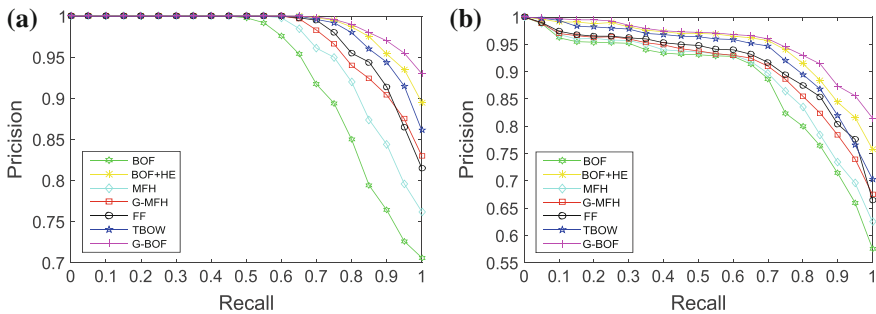 (a)
Pricision
1
0.95
0.9
0.85
0.8
0.75
0.7
BOF
BOF+HE
MFH
G-MFH
FF
TBOW
G-BOF
0 0.1 0.2 0.3 0.4 0.5 0.6 0.7 0.8 0.9 1
Recall
(b)
Pricision
1
0.95
0.9
0.85
0.8
0.75
0.7
0.65
0.6
0.55
BOF
BOF+HE
MFH
G-MFH
FF
TBOW
G-BOF
0 0.1 0.2 0.3 0.4 0.5 0.6 0.7 0.8 0.9 1
Recall